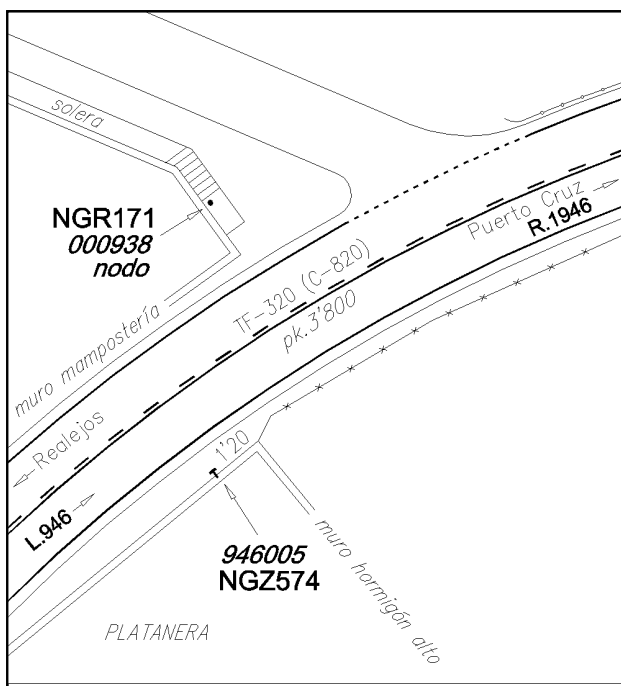 solera
NGR171
000938
nodo
muro mampostería
TF-320 (C-820)
pk.3'800
Puerto Cruz
R.1946
Realejos
L.946
1'20
946005
NGZ574
muro hormigón alto
PLATANERA